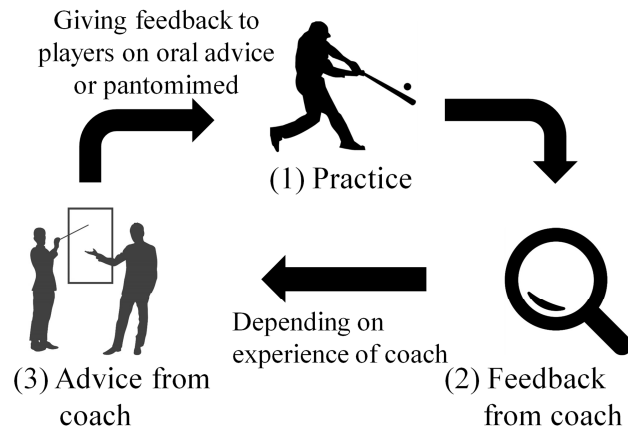 Giving feedback to
players on oral advice
or pantomimed
(1) Practice
Depending on
experience of coach
(3) Advice from
coach
(2) Feedback
from coach